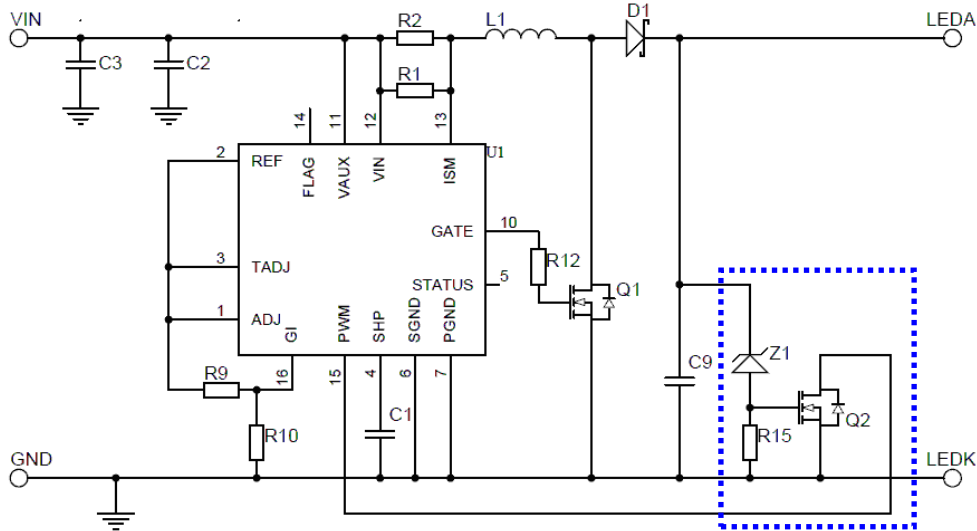 VIN
R2
L1
D1
LEDA
C3
C2
R1
14
11
12
13
U1
2
REF
FLAG
VAUX
VIN
ISM
GATE
10
3
TADJ
R12
STATUS
5
Q1
1
ADJ
GI
PWM
SHP
SGND
PGND
R9
16
15
4
6
7
C9
Z1
C1
R10
R15
Q2
GND
LEDK